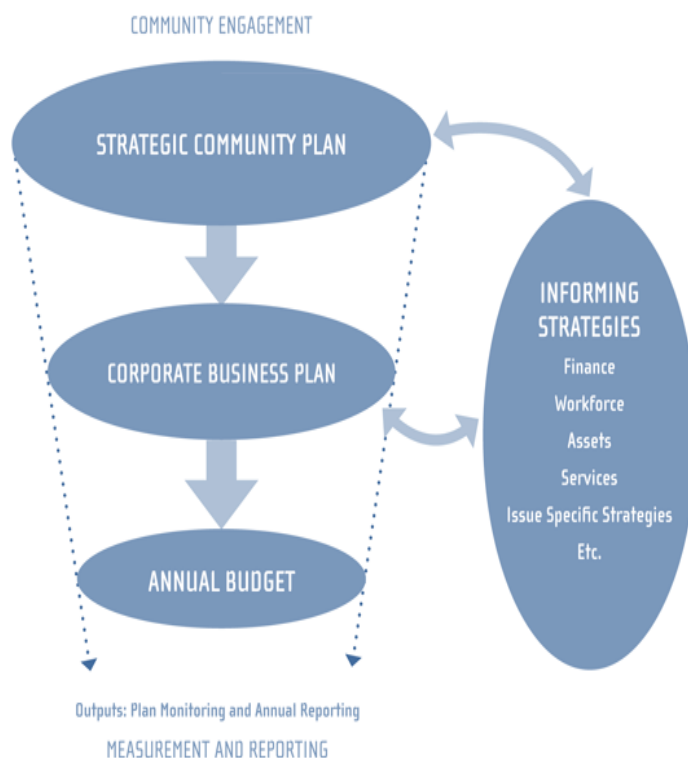 COMMUNITY ENGAGEMENT
STRATEGIC COMMUNITY PLAN
CORPORATE BUSINESS PLAN
ANNUAL BUDGET
INFORMING
STRATEGIES
Finance
Workforce
Assets
Services
Issue Specific Strategies
Etc.
Outputs: Plan Monitoring and Annual Reporting
MEASUREMENT AND REPORTING